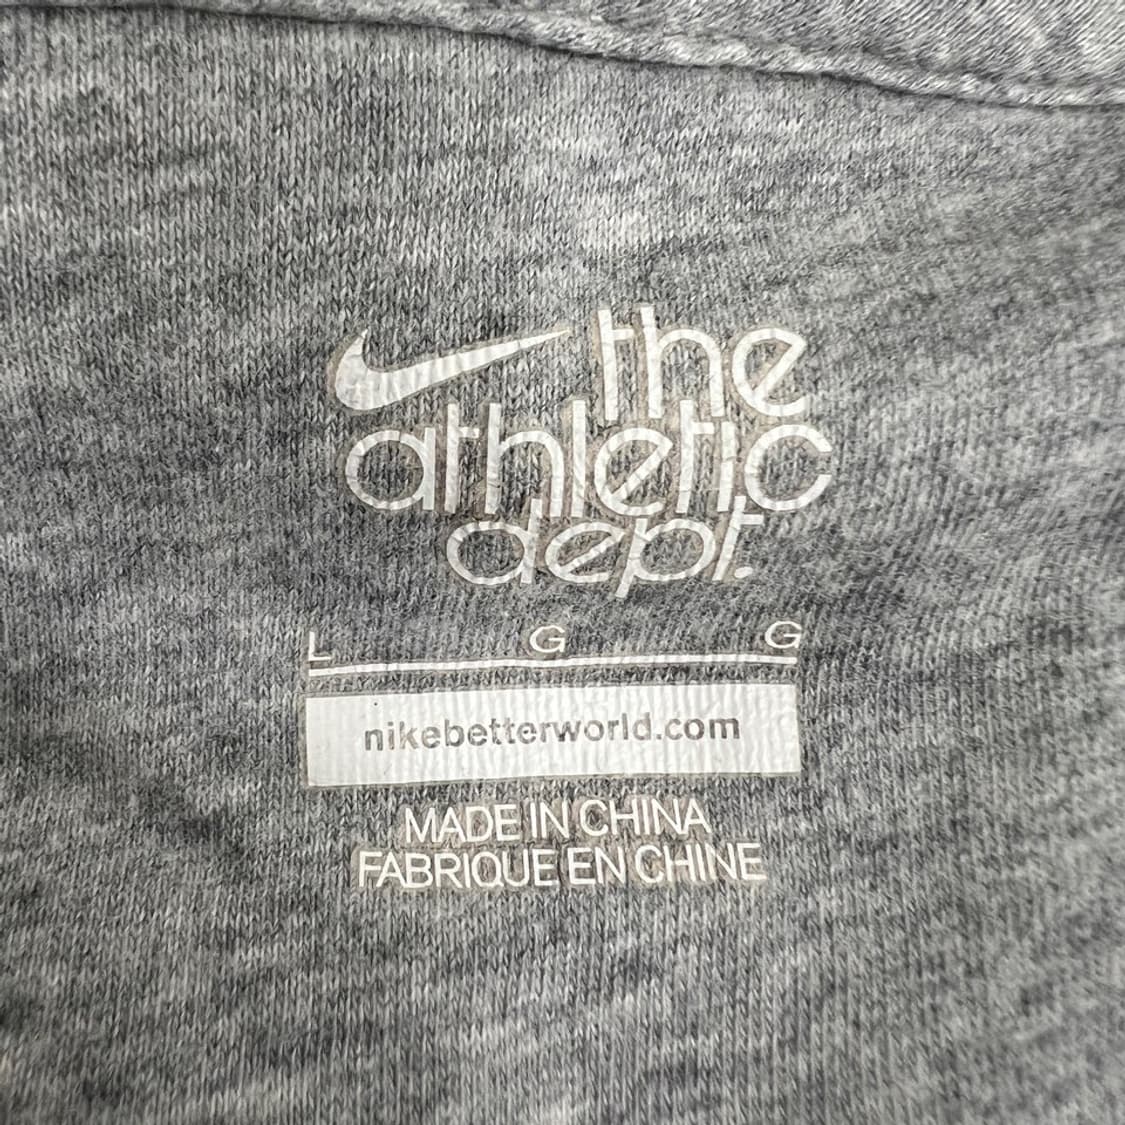 the
athletic
dept.
L G G
nikebetterworld.com
MADE IN CHINA
FABRIQUE EN CHINE